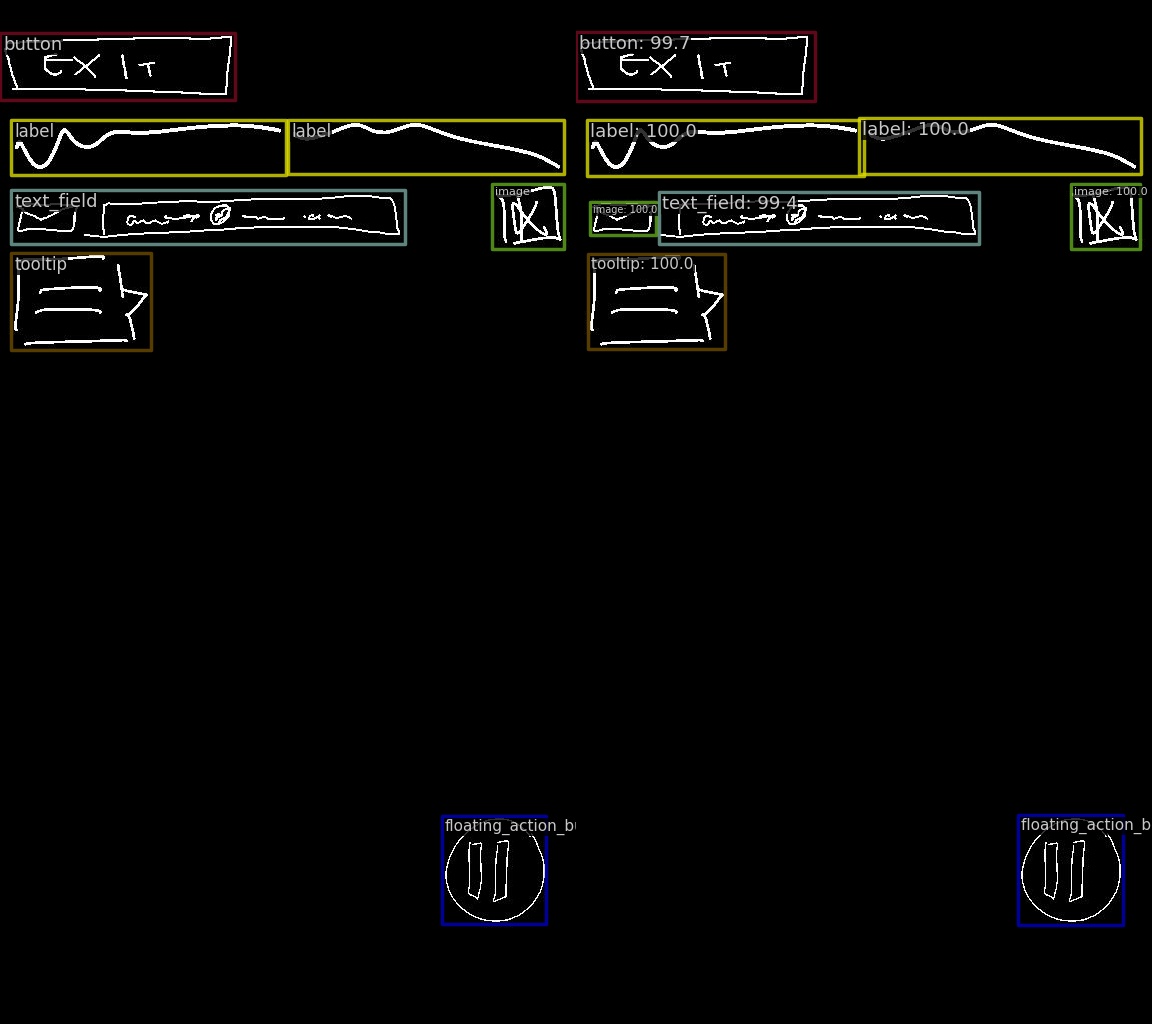 button button: 99.7
EXIT EXIT
label label label: 100.0 label: 100.0
text_field image image: 100.0 text_field: 99.4 image: 100.0
tooltip tooltip: 100.0
floating_action_bu floating_action_b